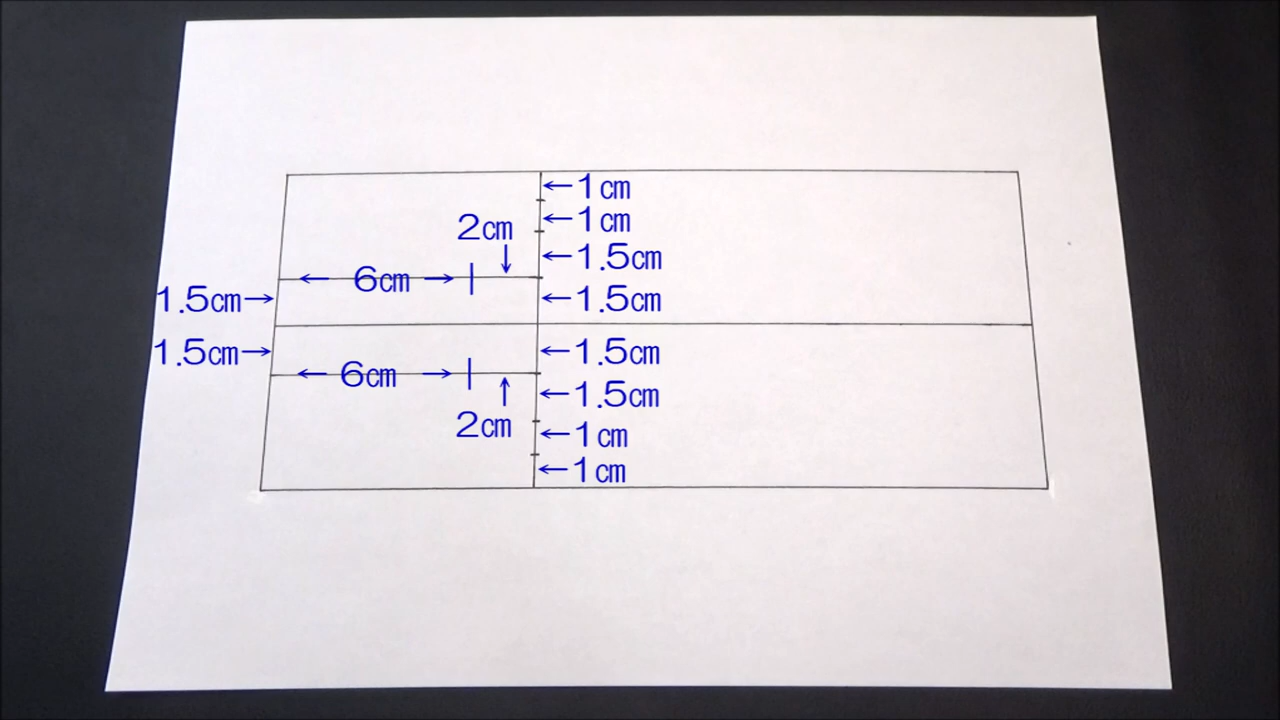 ←1cm
2cm ←1cm
↓ ←1.5cm
← 6cm →
1.5cm→ ←1.5cm
1.5cm→ ←1.5cm
← 6cm → ↑ ←1.5cm
2cm ←1cm
←1cm